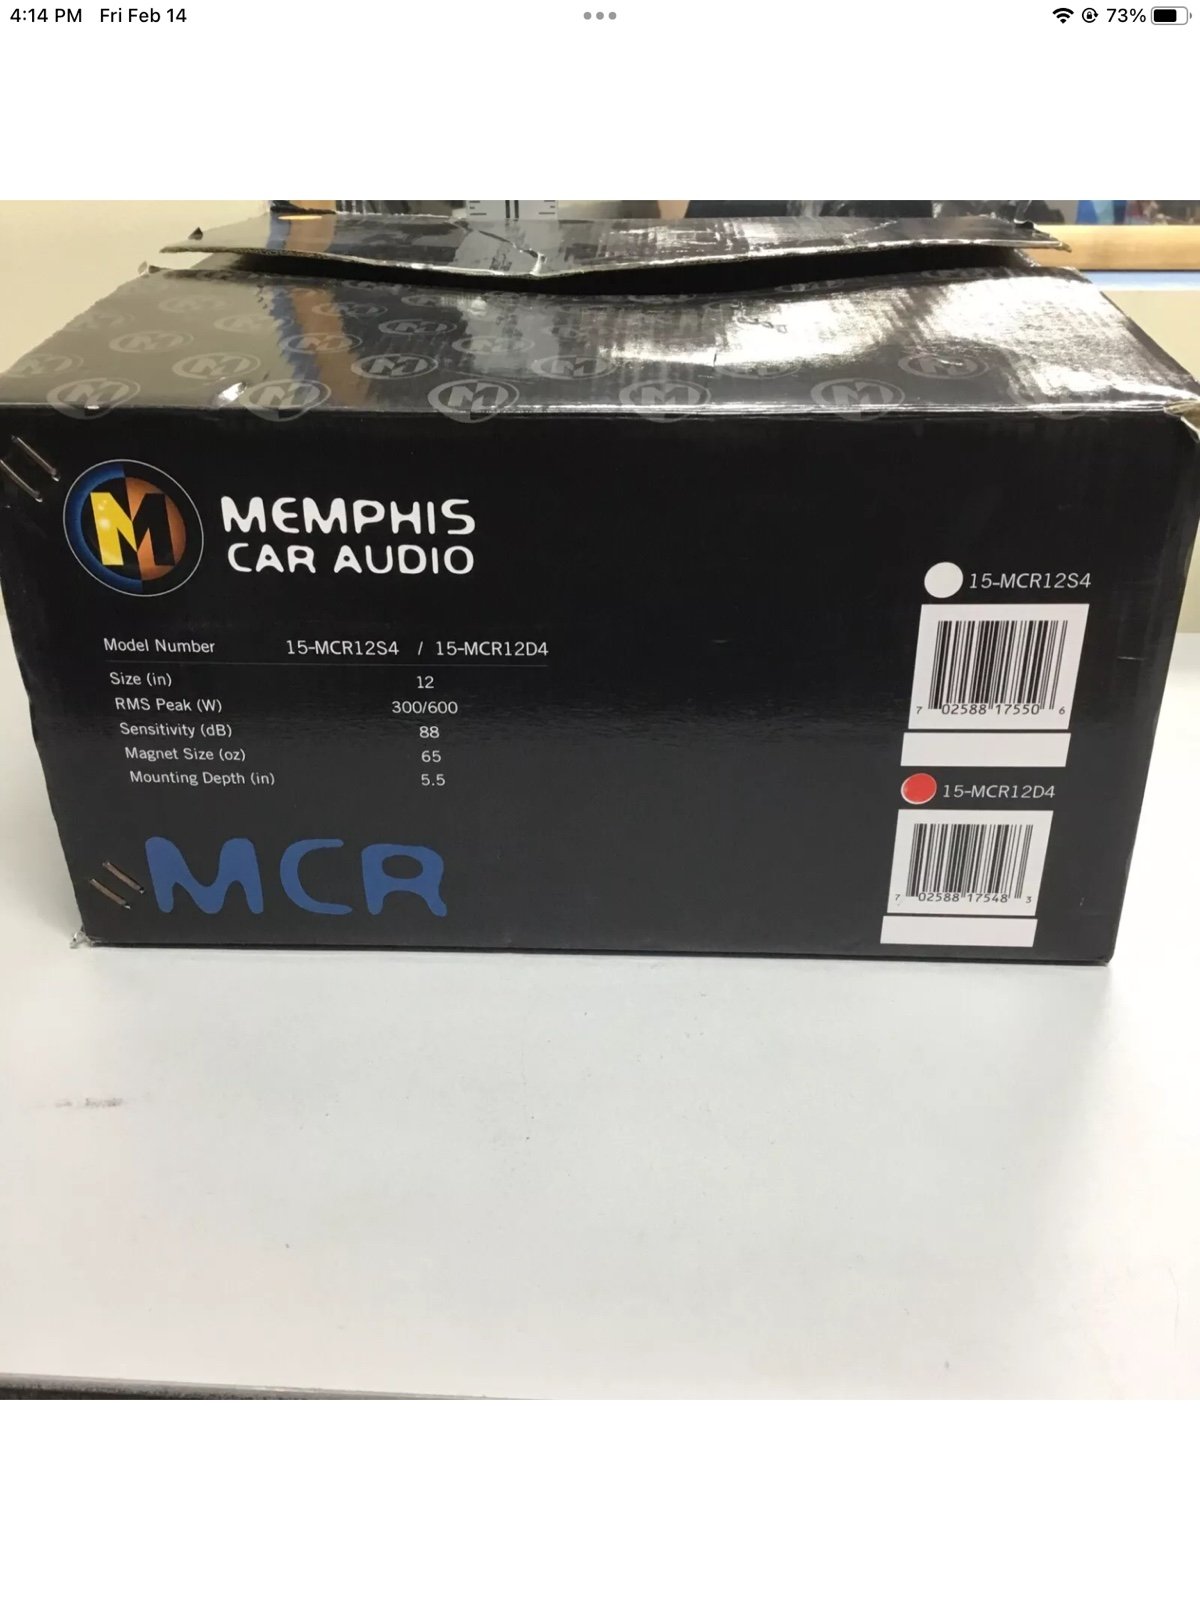 4:14 PM Fri Feb 14
73%
M
MEMPHIS
CAR AUDIO
Model Number 15-MCR12S4 / 15-MCR12D4
Size (in) 12
RMS Peak (W) 300/600
Sensitivity (dB) 88
Magnet Size (oz) 65
Mounting Depth (in) 5.5
MCR
15-MCR12S4
7 02588 17550 6
15-MCR12D4
7 02588 17548 3